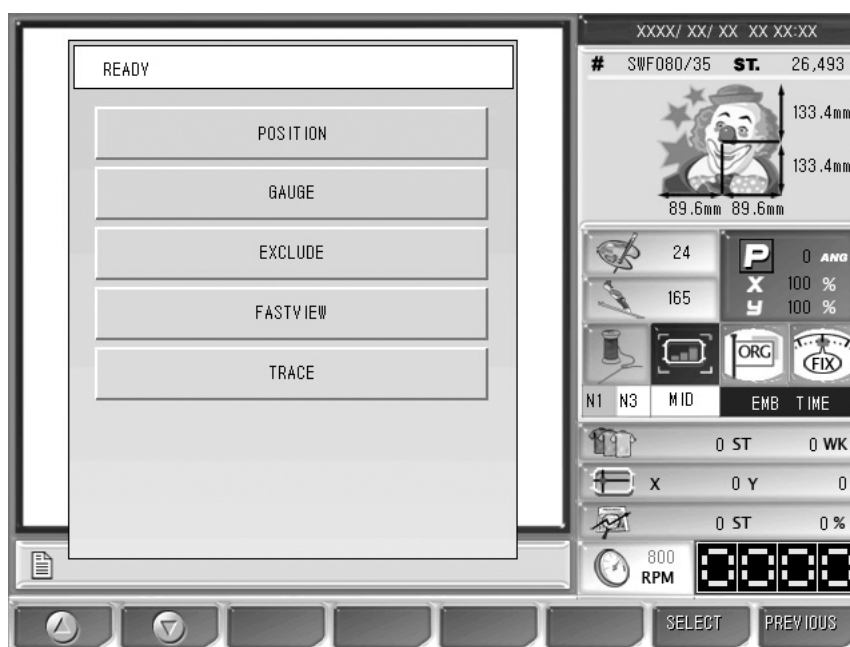 XXXX/ XX/ XX XX XX:XX
# SWF080/35 ST. 26,493
133.4mm
133.4mm
89.6mm 89.6mm
READY
POSITION
GAUGE
EXCLUDE
FASTVIEW
TRACE
24
165
P 0 ANG
X 100 %
Y 100 %
ORG
FIX
N1 N3 MID EMB TIME
0 ST 0 WK
X 0 Y 0
0 ST 0 %
800
RPM
0000
SELECT PREVIOUS